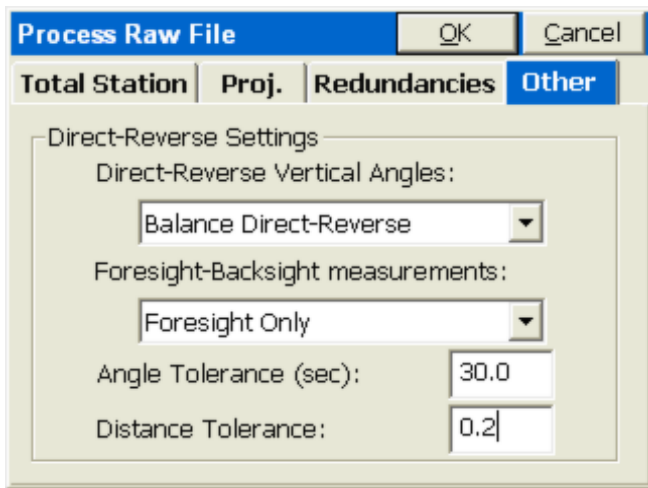 Process Raw File OK Cancel
Total Station Proj. Redundancies Other
Direct-Reverse Settings
Direct-Reverse Vertical Angles:
Balance Direct-Reverse
Foresight-Backsight measurements:
Foresight Only
Angle Tolerance (sec): 30.0
Distance Tolerance: 0.2